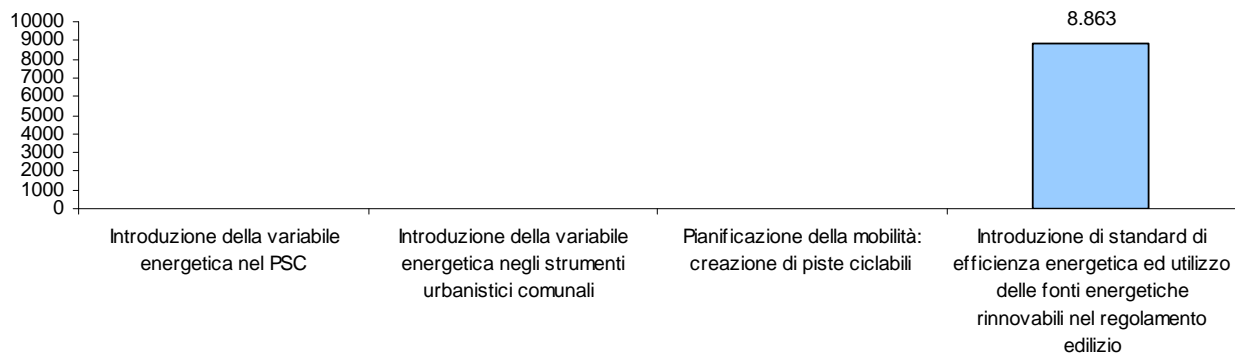 10000
9000
8000
7000
6000
5000
4000
3000
2000
1000
0
8.863
Introduzione della variabile
energetica nel PSC
Introduzione della variabile
energetica negli strumenti
urbanistici comunali
Pianificazione della mobilità:
creazione di piste ciclabili
Introduzione di standard di
efficienza energetica ed utilizzo
delle fonti energetiche
rinnovabili nel regolamento
edilizio